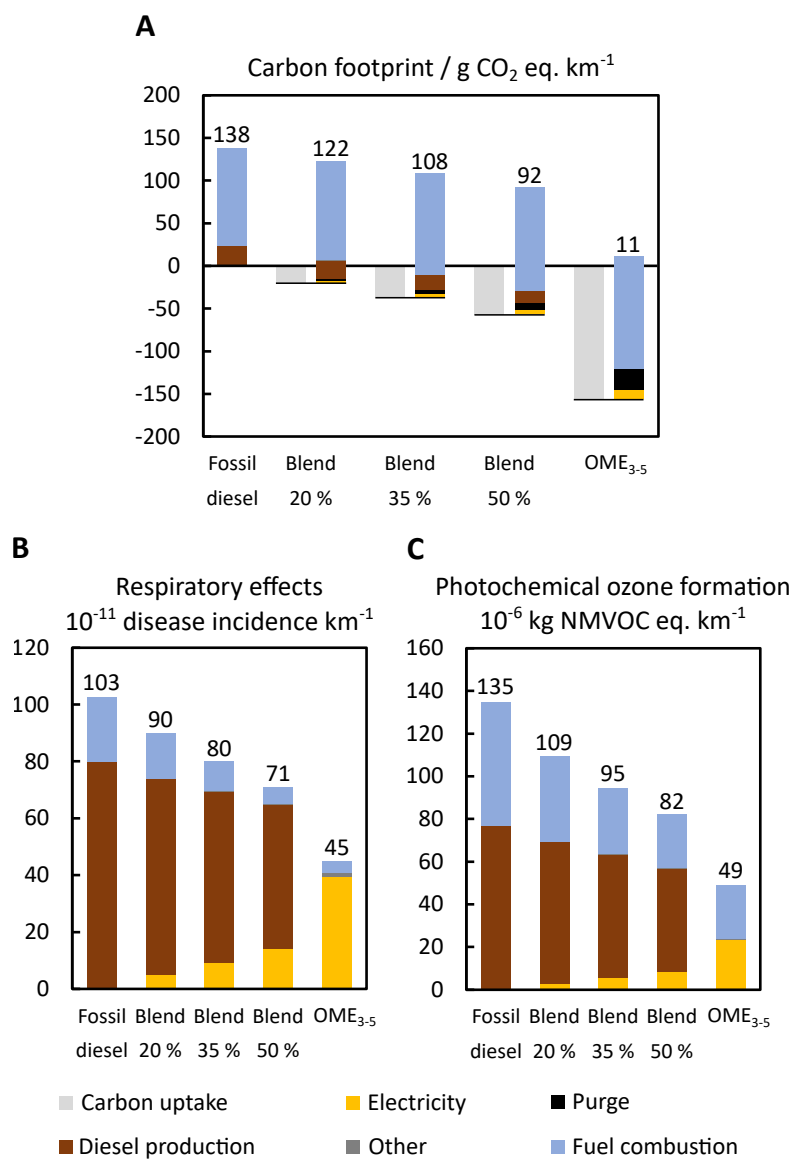 A
Carbon footprint / g CO₂ eq. km⁻¹
200
150
100
50
0
-50
-100
-150
-200
138
122
108
92
11
Fossil diesel
Blend 20 %
Blend 35 %
Blend 50 %
OME₃₋₅
B
Respiratory effects
10⁻¹¹ disease incidence km⁻¹
120
100
80
60
40
20
0
103
90
80
71
45
Fossil diesel
Blend 20 %
Blend 35 %
Blend 50 %
OME₃₋₅
C
Photochemical ozone formation
10⁻⁶ kg NMVOC eq. km⁻¹
160
140
120
100
80
60
40
20
0
135
109
95
82
49
Fossil diesel
Blend 20 %
Blend 35 %
Blend 50 %
OME₃₋₅
Carbon uptake
Electricity
Purge
Diesel production
Other
Fuel combustion